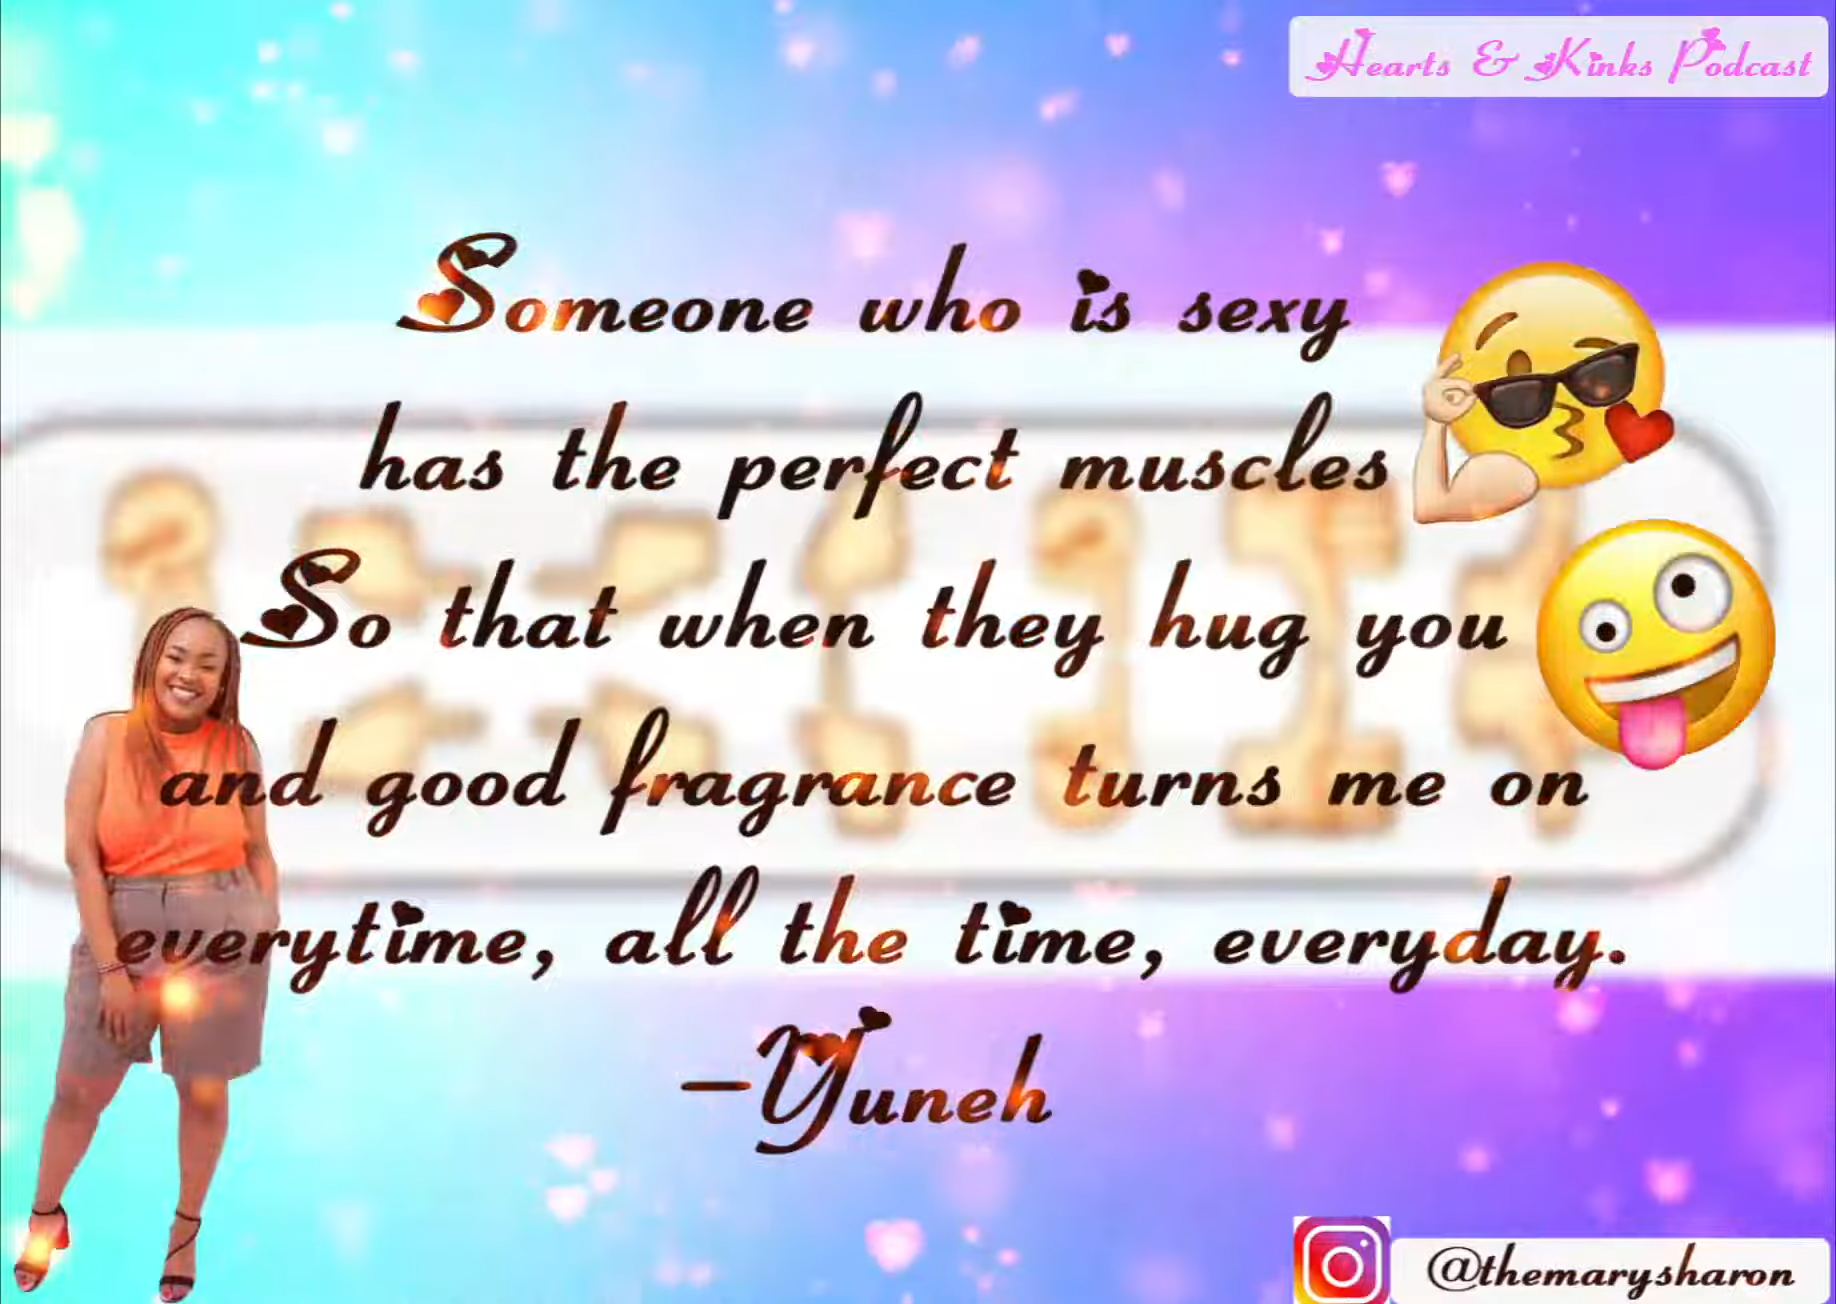 Hearts & Kinks Podcast
Someone who is sexy
has the perfect muscles
So that when they hug you
and good fragrance turns me on
everytime, all the time, everyday.
–Yuneh
@themarysharon